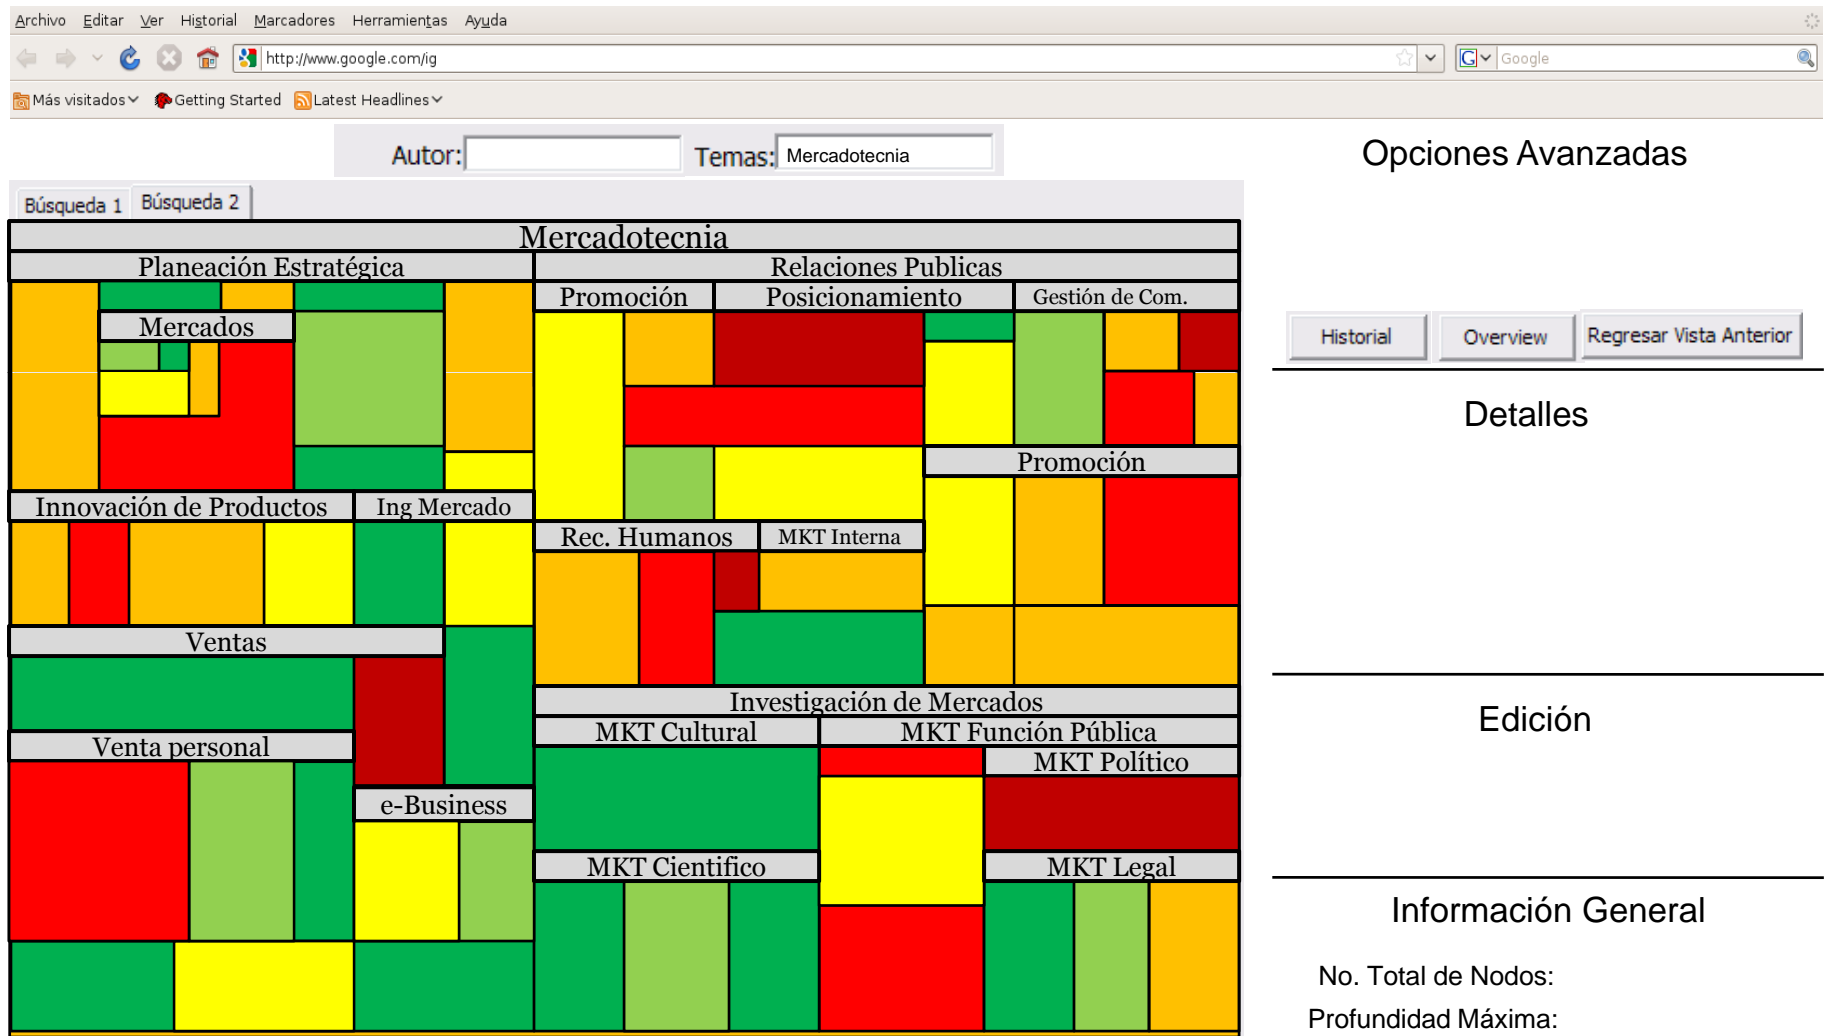 Archivo Editar Ver Historial Marcadores Herramientas Ayuda
http://www.google.com/ig
G Google
Más visitados Getting Started Latest Headlines
Autor: Temas: Mercadotecnia
Opciones Avanzadas
Búsqueda 1 Búsqueda 2
Mercadotecnia
Planeación Estratégica Relaciones Publicas
Promoción Posicionamiento Gestión de Com.
Mercados
Historial Overview Regresar Vista Anterior
Detalles
Promoción
Innovación de Productos Ing Mercado
Rec. Humanos MKT Interna
Ventas
Investigación de Mercados
MKT Cultural MKT Función Pública
Edición
Venta personal
MKT Político
e-Business
MKT Cientifico MKT Legal
Información General
No. Total de Nodos:
Profundidad Máxima: